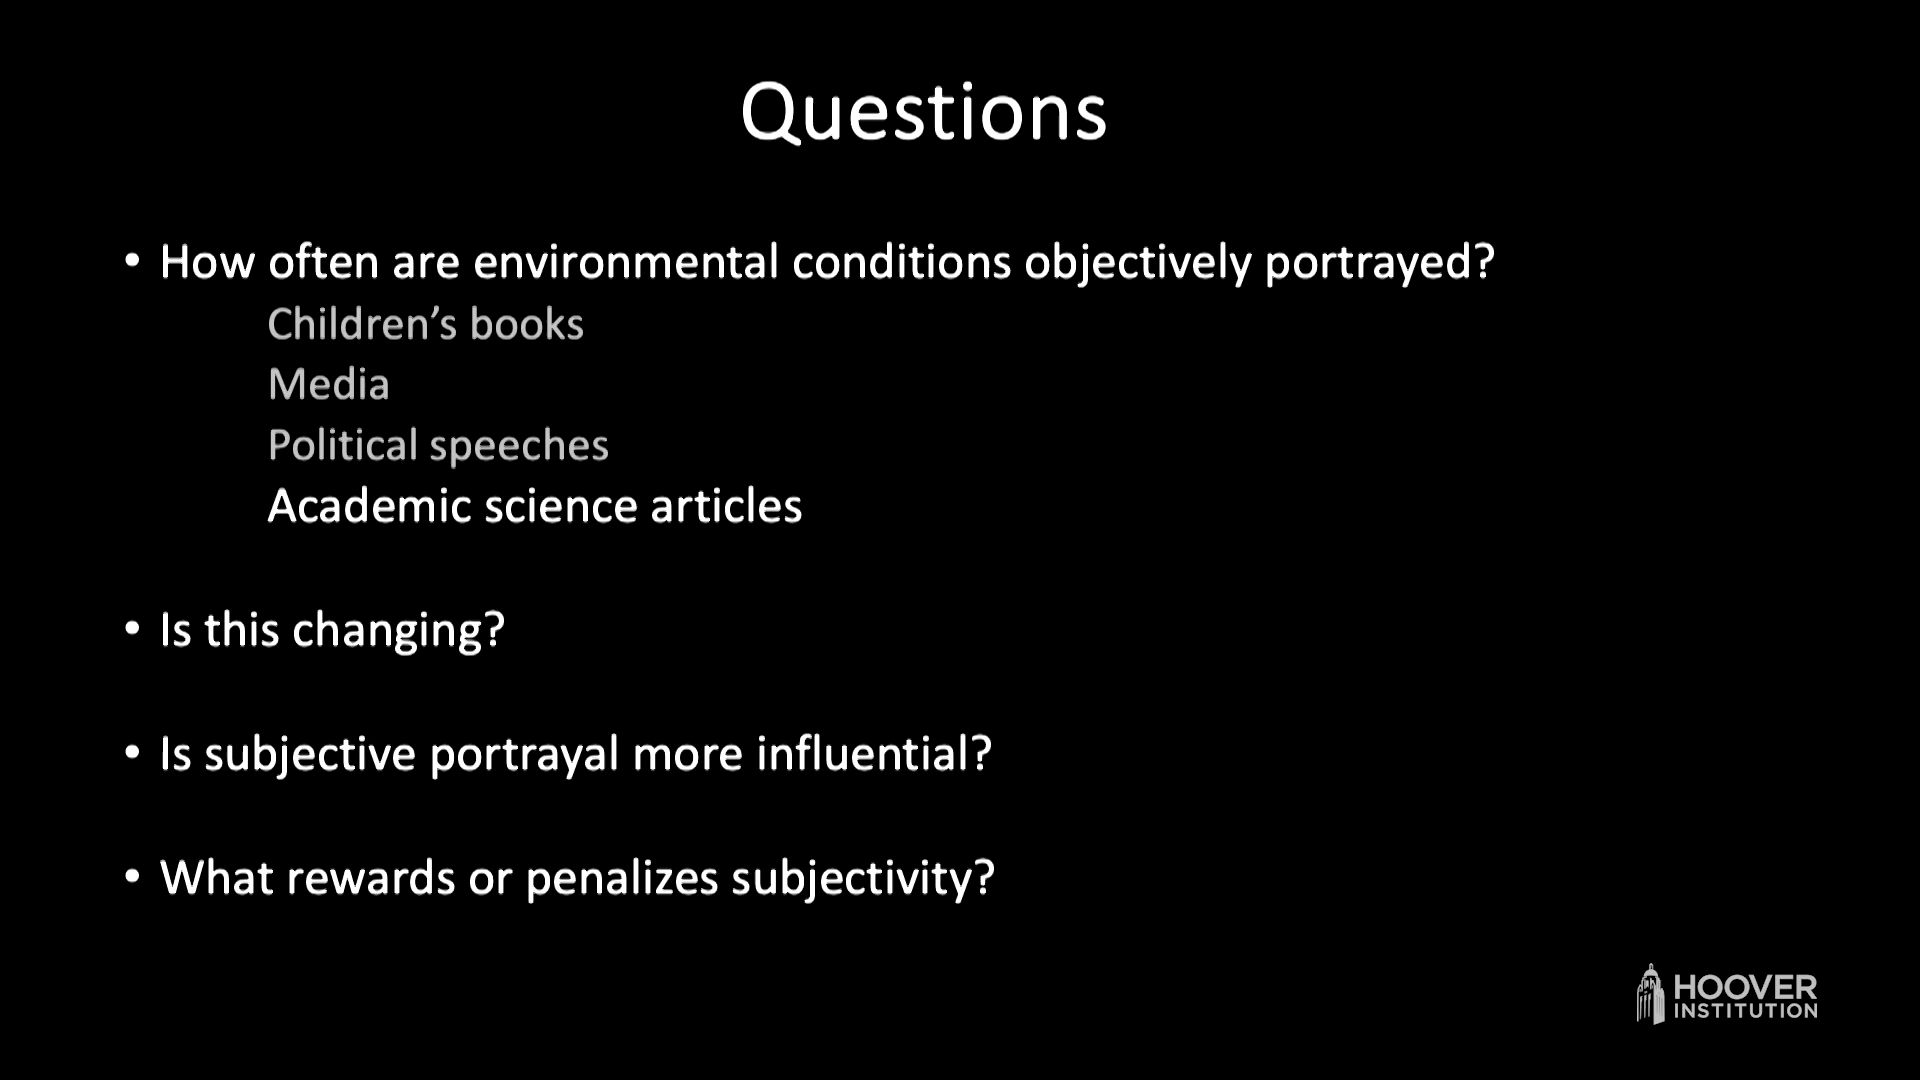 Questions
• How often are environmental conditions objectively portrayed?
Children’s books
Media
Political speeches
Academic science articles
• Is this changing?
• Is subjective portrayal more influential?
• What rewards or penalizes subjectivity?
HOOVER
INSTITUTION